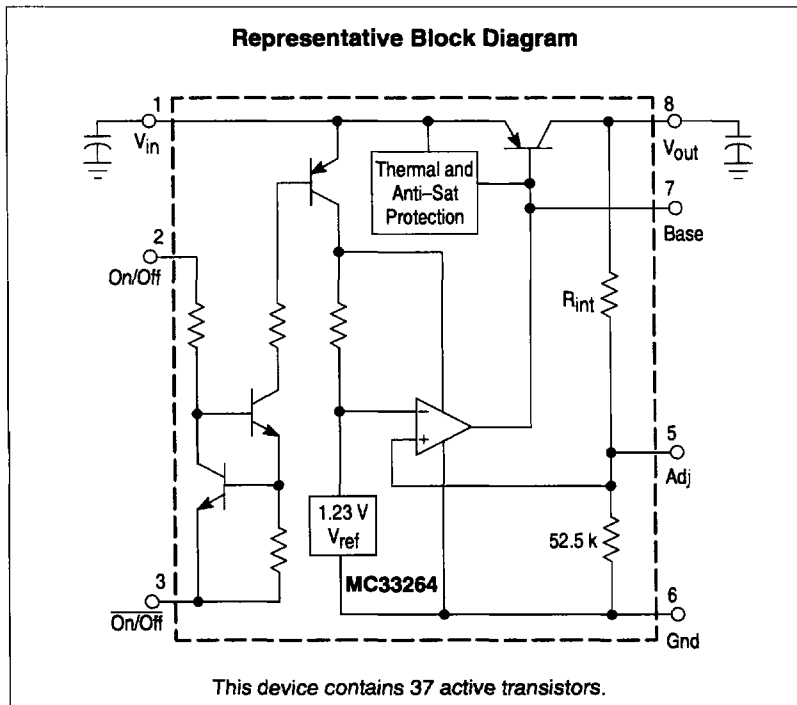 Representative Block Diagram
1
Vin
8
Vout
Thermal and
Anti–Sat
Protection
7
Base
2
On/Off
Rint
−
+
5
Adj
1.23 V
Vref
52.5 k
MC33264
3
On/Off
6
Gnd
This device contains 37 active transistors.